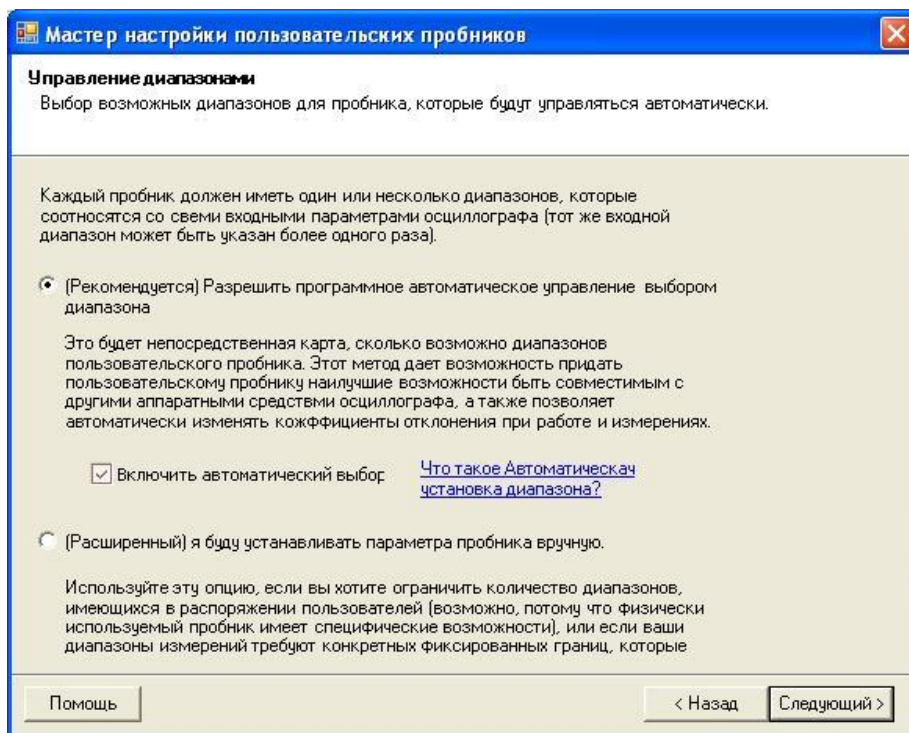 Мастер настройки пользовательских пробников
Управление диапазонами
Выбор возможных диапазонов для пробника, которые будут управляться автоматически.
Каждый пробник должен иметь один или несколько диапазонов, которые
соотносятся со свеми входными параметрами осциллографа (тот же входной
диапазон может быть указан более одного раза).
(Рекомендуется) Разрешить программное автоматическое управление выбором
диапазона
Это будет непосредственная карта, сколько возможно диапазонов
пользовательского пробника. Этот метод дает возможность придать
пользовательскому пробнику наилучшие возможности быть совместимым с
другими аппаратными средствми осциллографа, а также позволяет
автоматически изменять кожффициенты отклонения при работе и измерениях.
Включить автоматический выбор
Что такое Автоматическач
установка диапазона?
(Расширенный) я буду устанавливать параметра пробника вручную.
Используйте эту опцию, если вы хотите ограничить количество диапазонов,
имеющихся в распоряжении пользователей (возможно, потому что физически
используемый пробник имеет специфические возможности), или если ваши
диапазоны измерений требуют конкретных фиксированных границ, которые
Помощь
< Назад
Следующий >